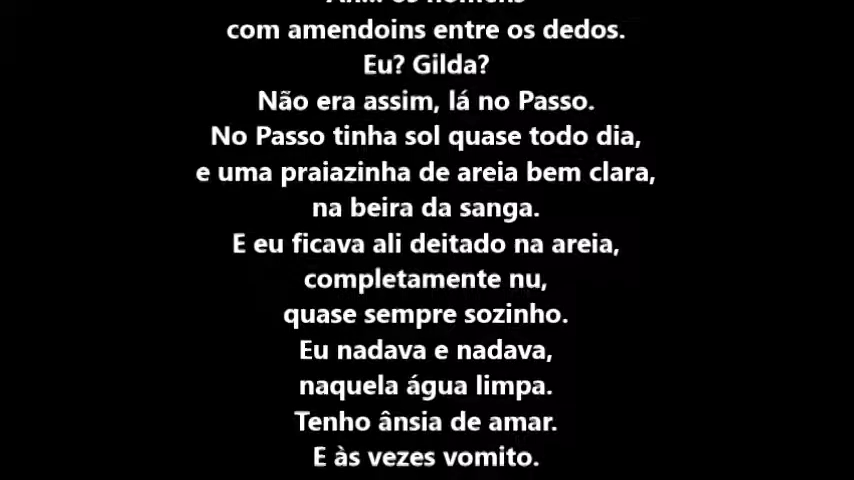 com amendoins entre os dedos.
Eu? Gilda?
Não era assim, lá no Passo.
No Passo tinha sol quase todo dia,
e uma praiazinha de areia bem clara,
na beira da sanga.
E eu ficava ali deitado na areia,
completamente nu,
quase sempre sozinho.
Eu nadava e nadava,
naquela água limpa.
Tenho ânsia de amar.
E às vezes vomito.